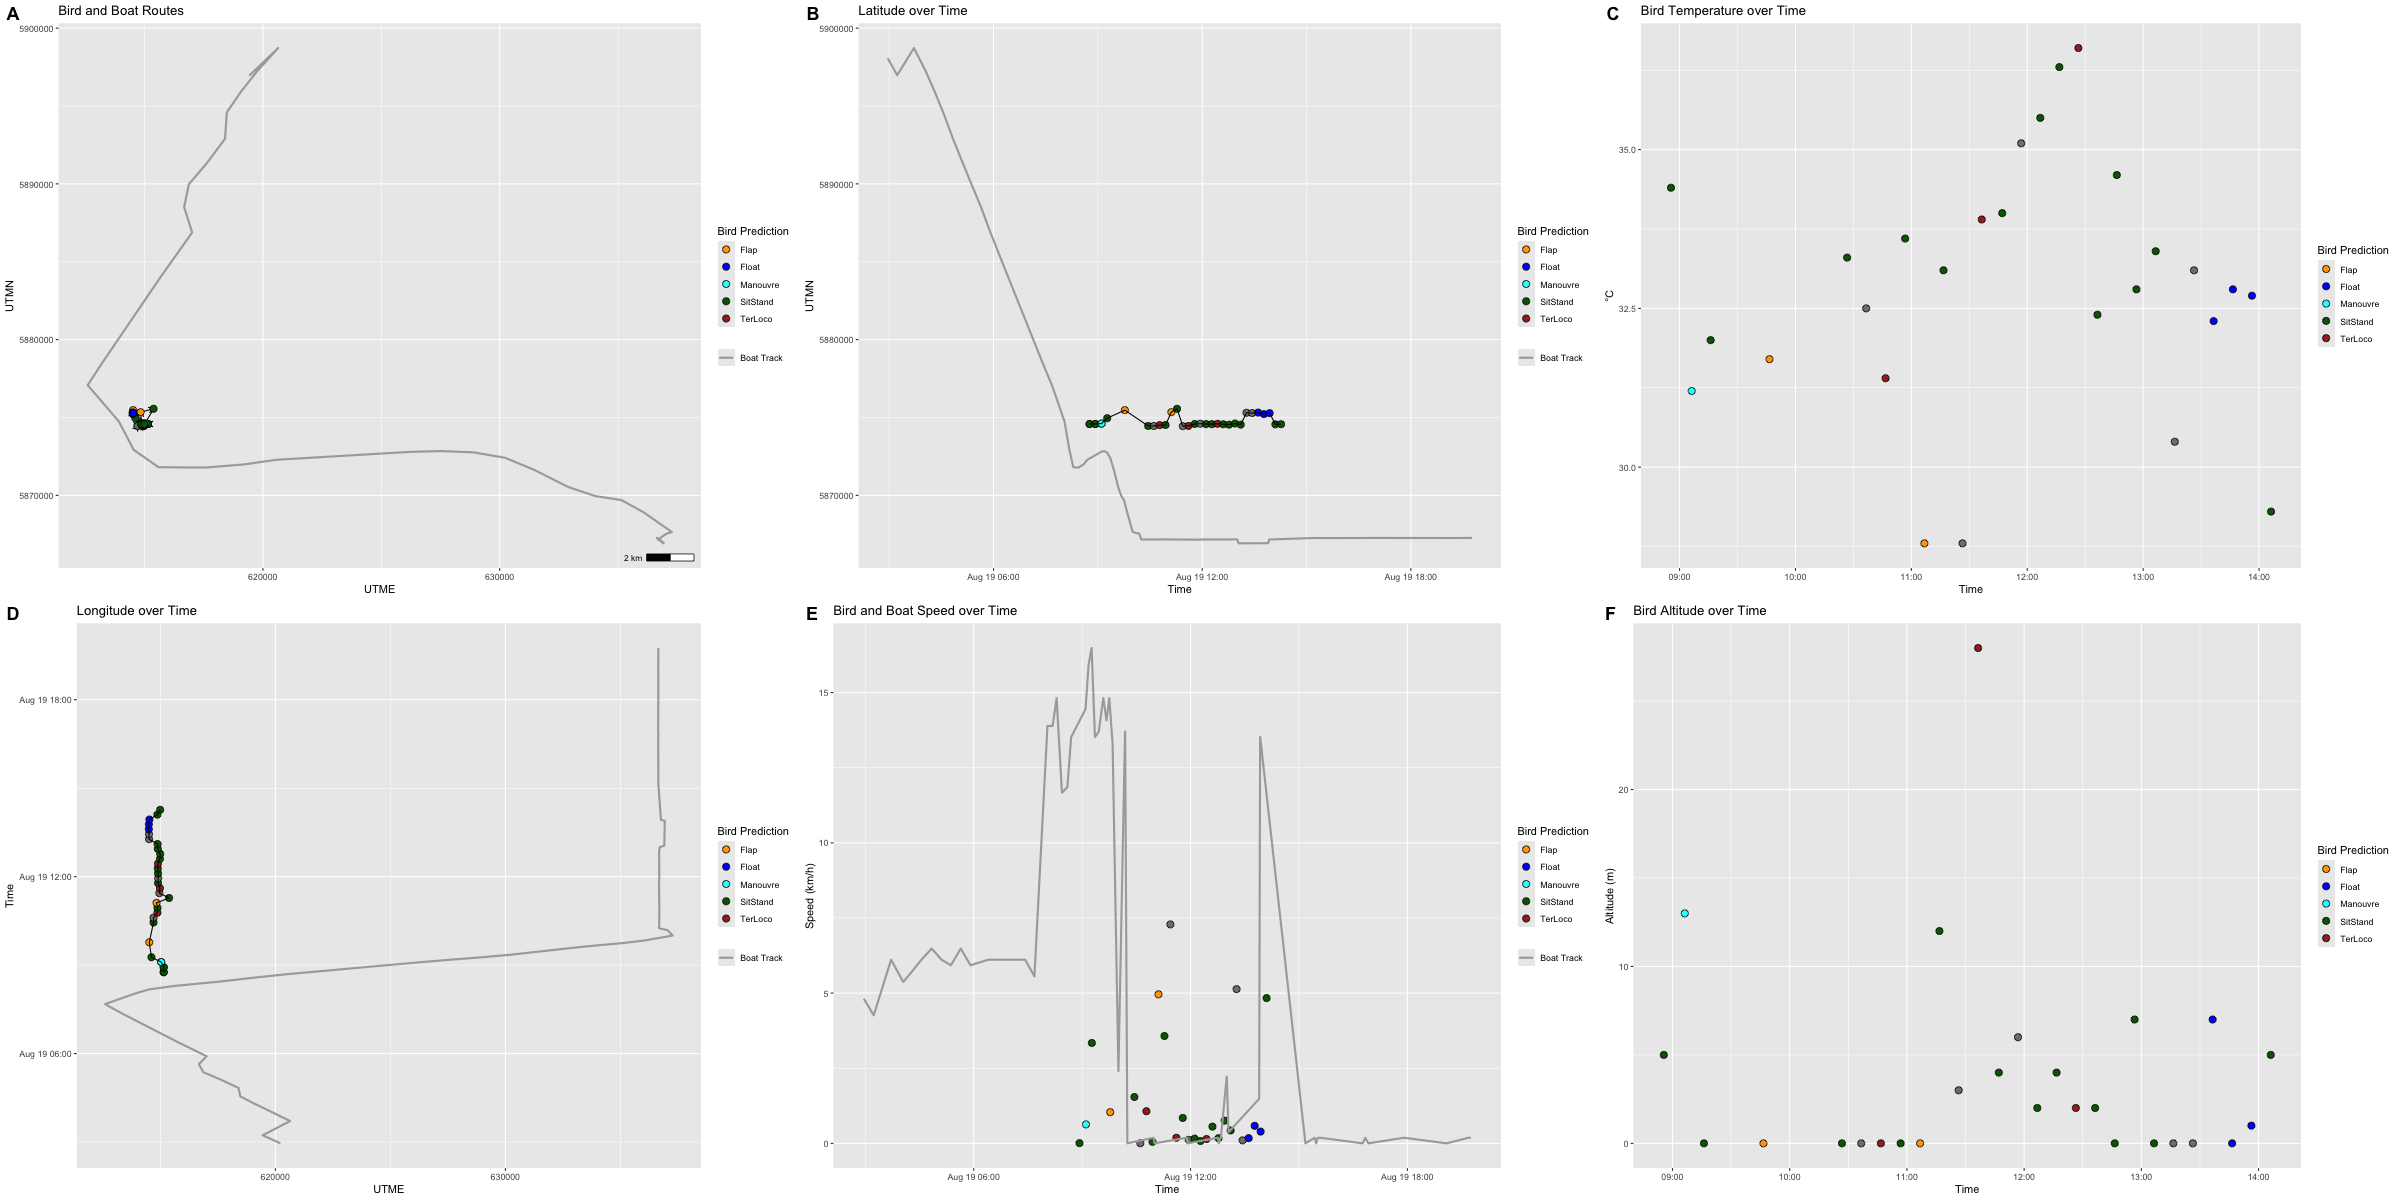 A Bird and Boat Routes
5900000
5890000
5880000
5870000
UTMN
620000
630000
UTME
2 km
Bird Prediction
Flap
Float
Manouvre
SitStand
TerLoco
Boat Track
B Latitude over Time
5900000
5890000
5880000
5870000
UTMN
Aug 19 06:00
Aug 19 12:00
Aug 19 18:00
Time
Bird Prediction
Flap
Float
Manouvre
SitStand
TerLoco
Boat Track
C Bird Temperature over Time
35.0
32.5
30.0
°C
09:00
10:00
11:00
12:00
13:00
14:00
Time
Bird Prediction
Flap
Float
Manouvre
SitStand
TerLoco
D Longitude over Time
Aug 19 18:00
Aug 19 12:00
Aug 19 06:00
Time
620000
630000
UTME
Bird Prediction
Flap
Float
Manouvre
SitStand
TerLoco
Boat Track
E Bird and Boat Speed over Time
15
10
5
0
Speed (km/h)
Aug 19 06:00
Aug 19 12:00
Aug 19 18:00
Time
Bird Prediction
Flap
Float
Manouvre
SitStand
TerLoco
Boat Track
F Bird Altitude over Time
20
10
0
Altitude (m)
09:00
10:00
11:00
12:00
13:00
14:00
Time
Bird Prediction
Flap
Float
Manouvre
SitStand
TerLoco